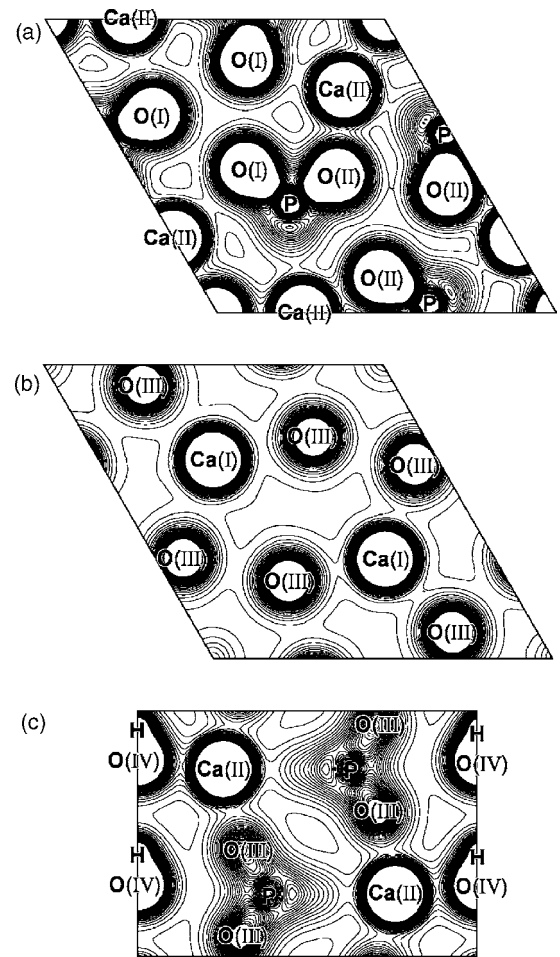 (a)
Ca(II)
O(I)
Ca(II)
O(I)
P
O(I)
O(II)
O(II)
P
Ca(II)
O(II)
P
Ca(II)
(b)
O(III)
O(III)
Ca(I)
O(III)
O(III)
Ca(I)
O(III)
O(III)
(c)
O(III)
H
H
O(IV)
Ca(II)
P
O(IV)
O(III)
O(III)
H
H
O(IV)
P
Ca(II)
O(IV)
O(III)